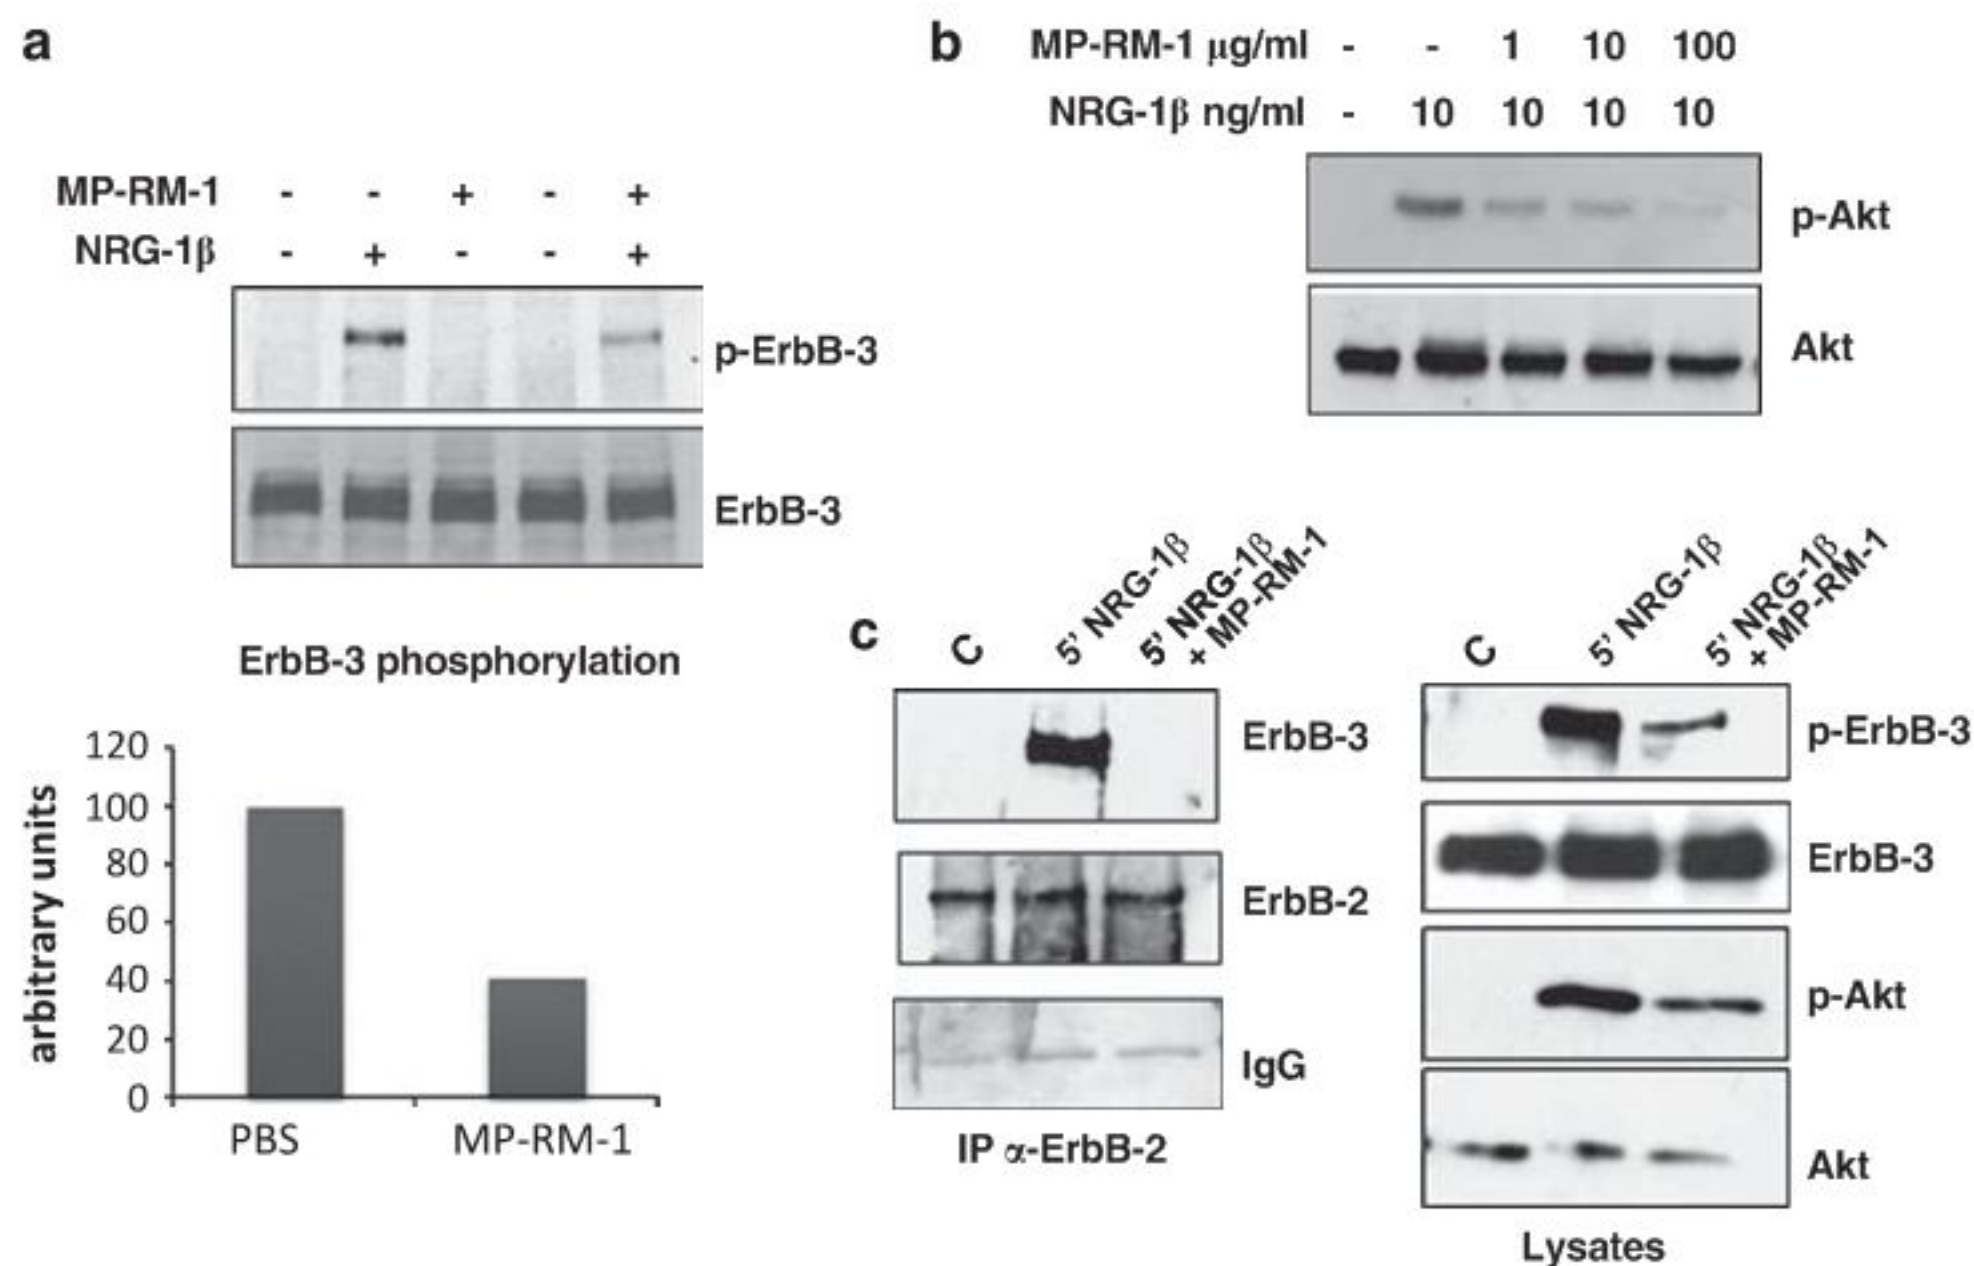 a
MP-RM-1 - - + - +
NRG-1β - + - - +
p-ErbB-3
ErbB-3
ErbB-3 phosphorylation
arbitrary units
120
100
80
60
40
20
0
PBS MP-RM-1
b
MP-RM-1 μg/ml - - 1 10 100
NRG-1β ng/ml - 10 10 10 10
p-Akt
Akt
c
C
5' NRG-1β
5' NRG-1β
+ MP-RM-1
ErbB-3
ErbB-2
IgG
IP α-ErbB-2
C
5' NRG-1β
5' NRG-1β
+ MP-RM-1
p-ErbB-3
ErbB-3
p-Akt
Akt
Lysates